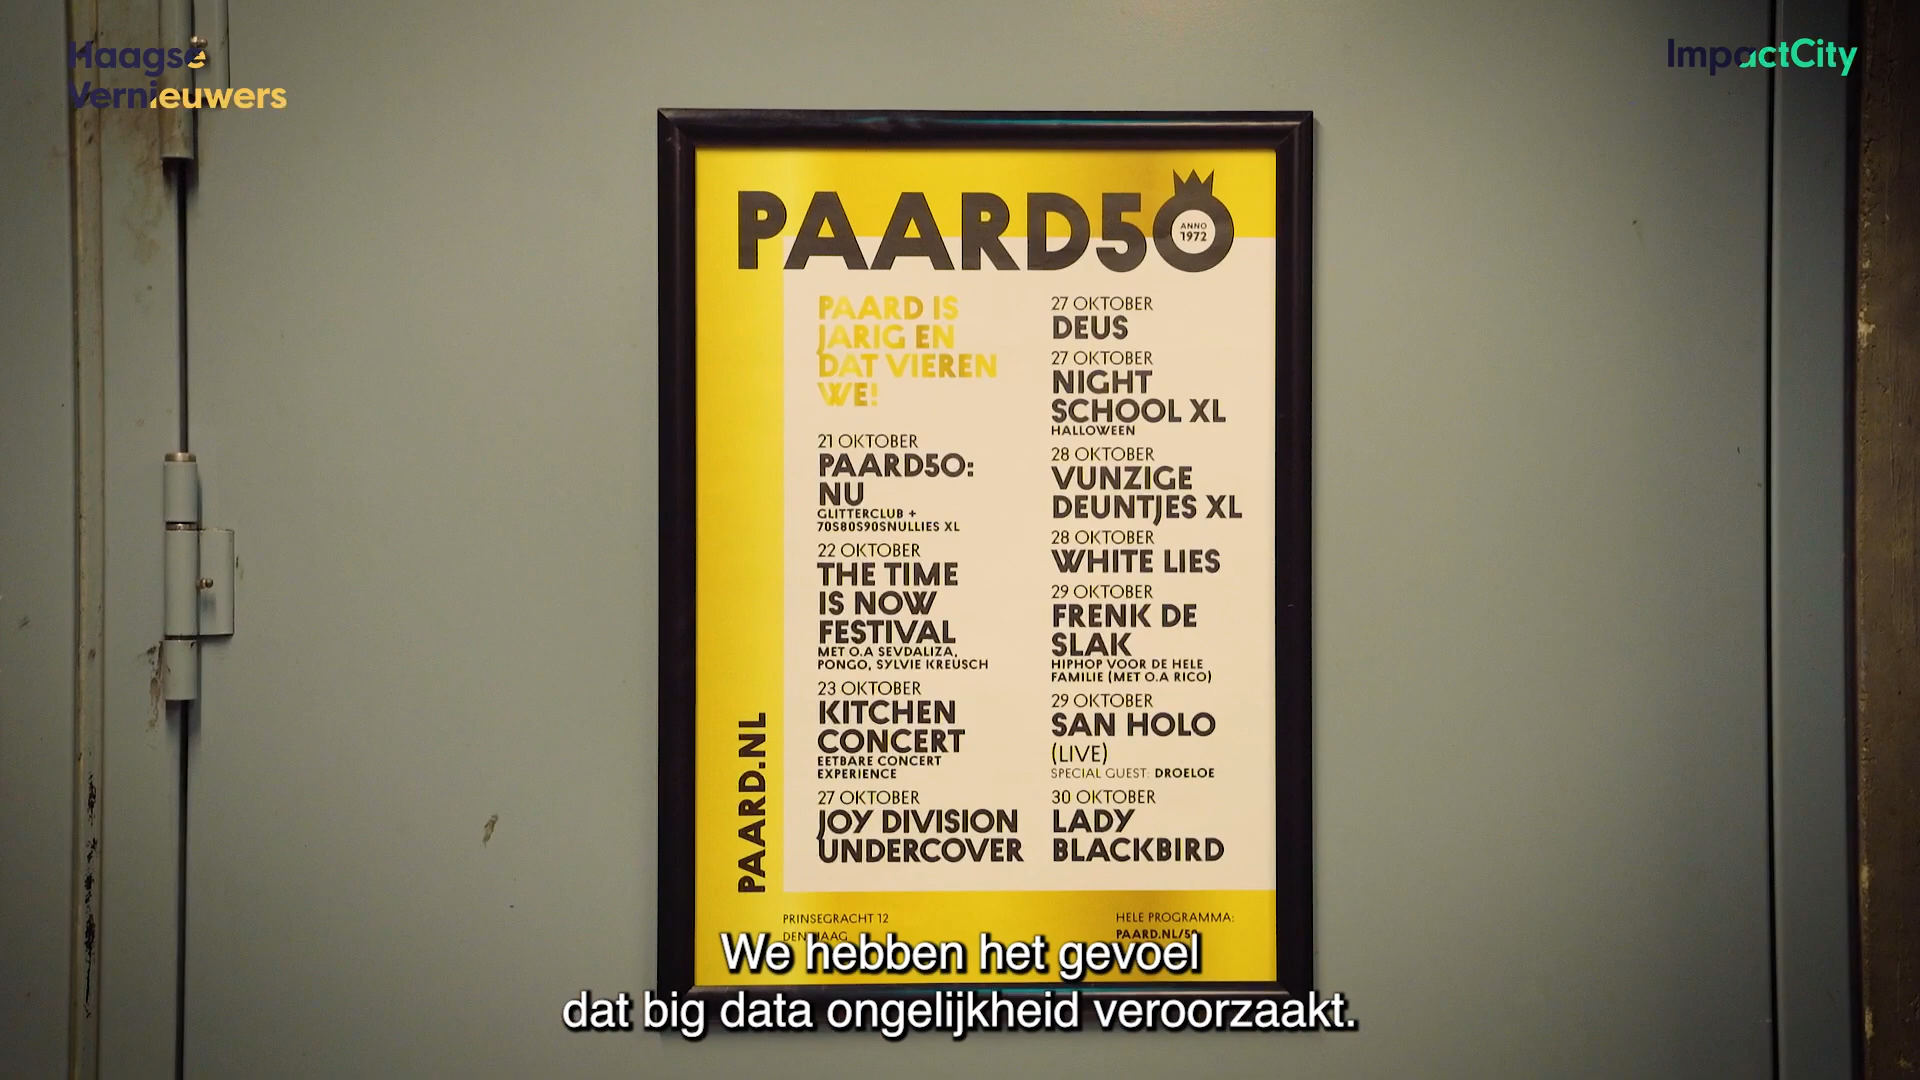 Haagse
Vernieuwers
ImpactCity
PAARD50
ANNO
1972
PAARD IS
JARIG EN
DAT VIEREN
WE!
21 OKTOBER
PAARD50:
NU
GLITTERCLUB +
70S80S90SNULLIES XL
22 OKTOBER
THE TIME
IS NOW
FESTIVAL
MET O.A SEVDALIZA,
PONGO, SYLVIE KREUSCH
23 OKTOBER
KITCHEN
CONCERT
EETBARE CONCERT
EXPERIENCE
27 OKTOBER
JOY DIVISION
UNDERCOVER
27 OKTOBER
DEUS
27 OKTOBER
NIGHT
SCHOOL XL
HALLOWEEN
28 OKTOBER
VUNZIGE
DEUNTJES XL
28 OKTOBER
WHITE LIES
29 OKTOBER
FRENK DE
SLAK
HIPHOP VOOR DE HELE
FAMILIE (MET O.A RICO)
29 OKTOBER
SAN HOLO
(LIVE)
SPECIAL GUEST: DROELOE
30 OKTOBER
LADY
BLACKBIRD
PAARD.NL
PRINSEGRACHT 12
DEN HAAG
HELE PROGRAMMA:
PAARD.NL/50
We hebben het gevoel
dat big data ongelijkheid veroorzaakt.